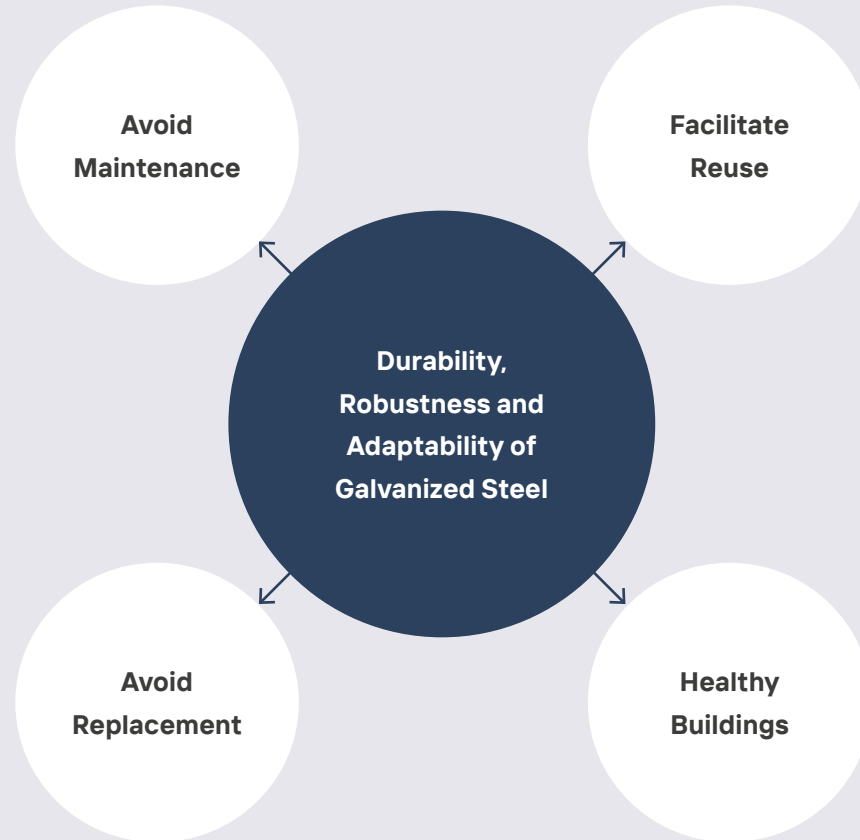 Avoid
Maintenance
Facilitate
Reuse
Durability,
Robustness and
Adaptability of
Galvanized Steel
Avoid
Replacement
Healthy
Buildings